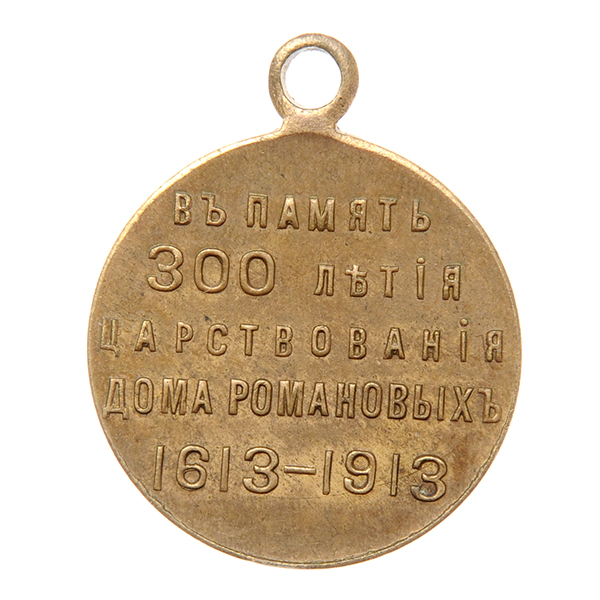 ВЪ ПАМЯТЬ
300 ЛѢТІЯ
ЦАРСТВОВАНІЯ
ДОМА РОМАНОВЫХЪ
1613-1913